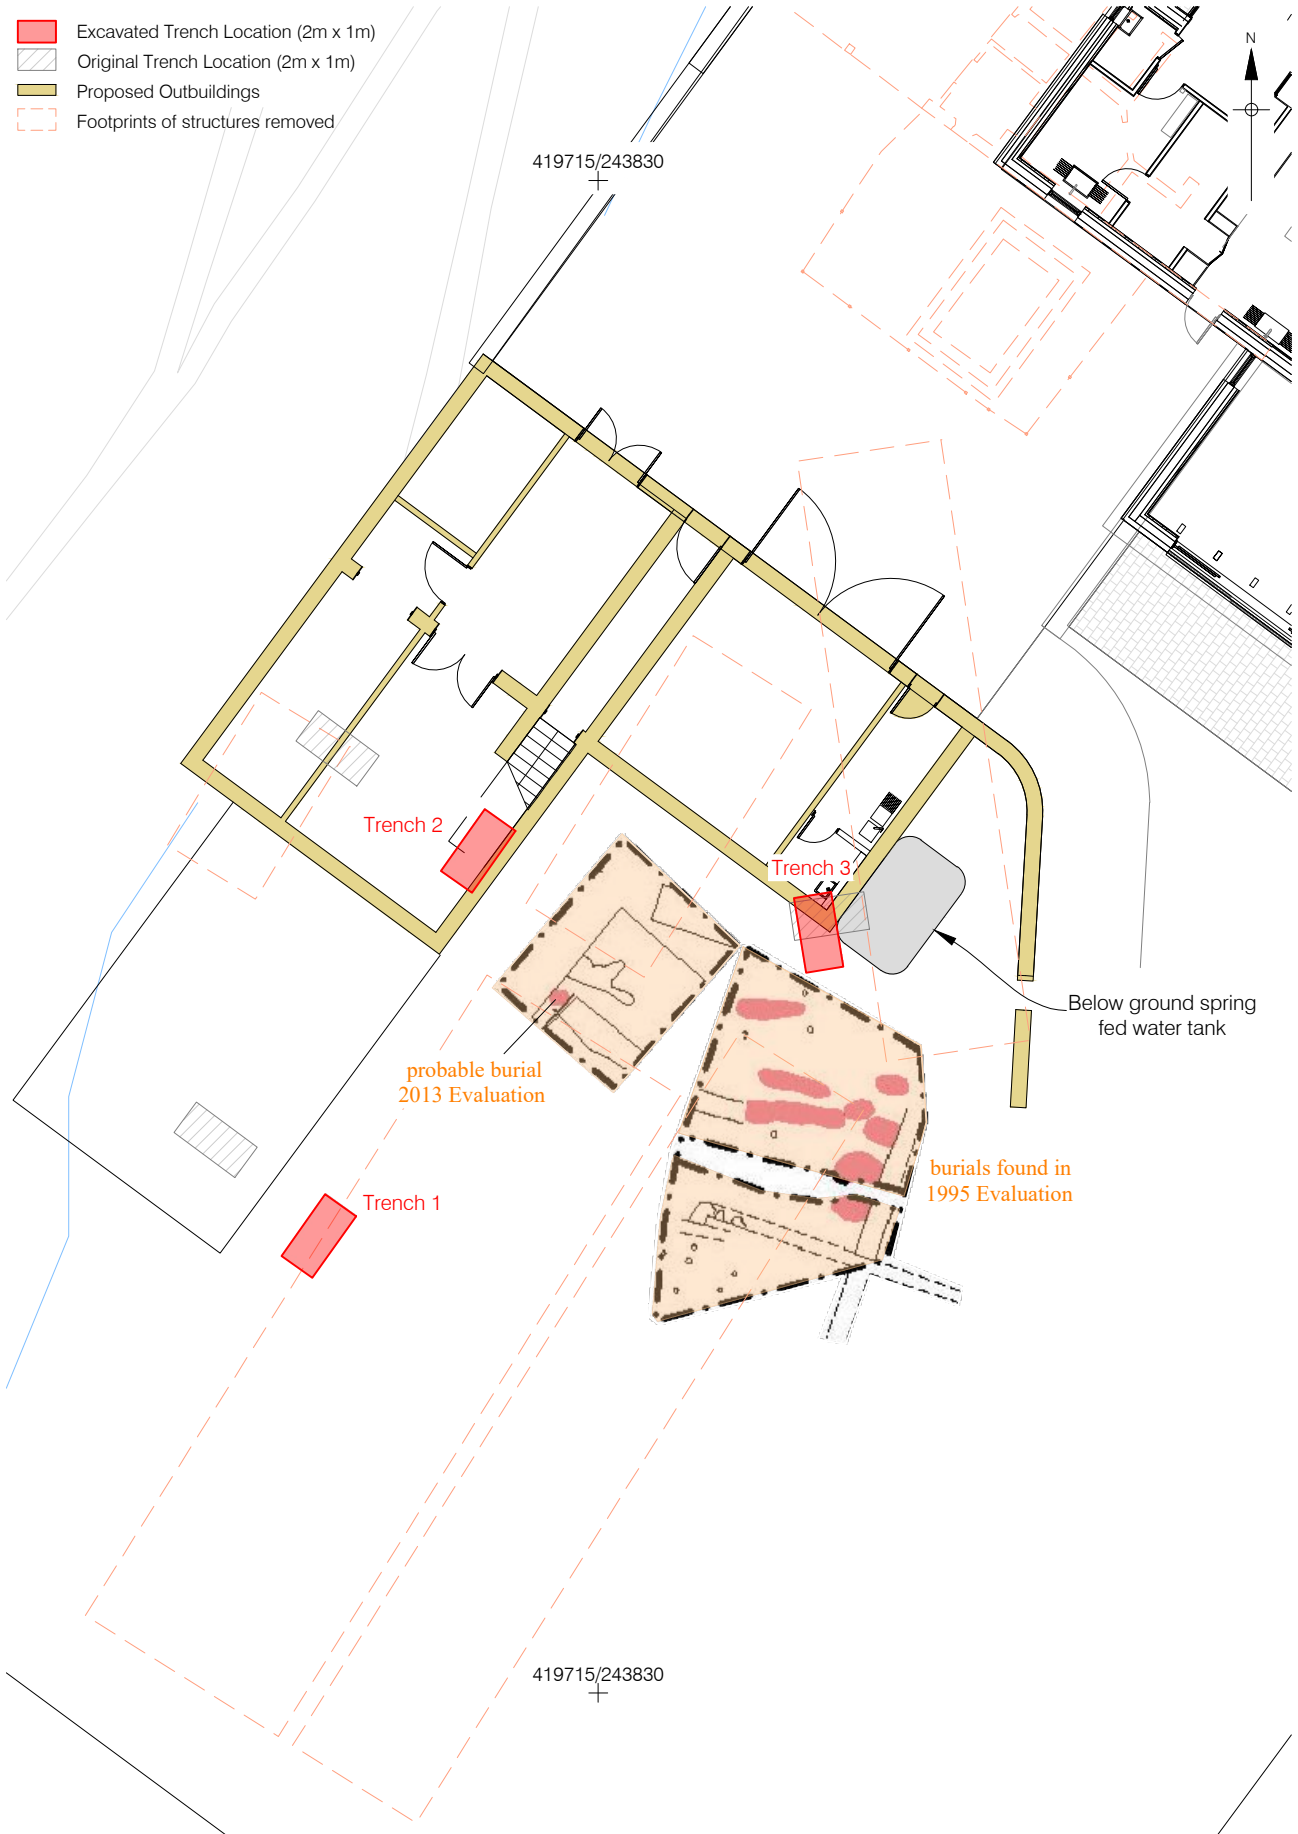 Excavated Trench Location (2m x 1m)
Original Trench Location (2m x 1m)
Proposed Outbuildings
Footprints of structures removed
N
419715/243830
Trench 2
Trench 3
Below ground spring
fed water tank
probable burial
2013 Evaluation
burials found in
1995 Evaluation
Trench 1
419715/243830